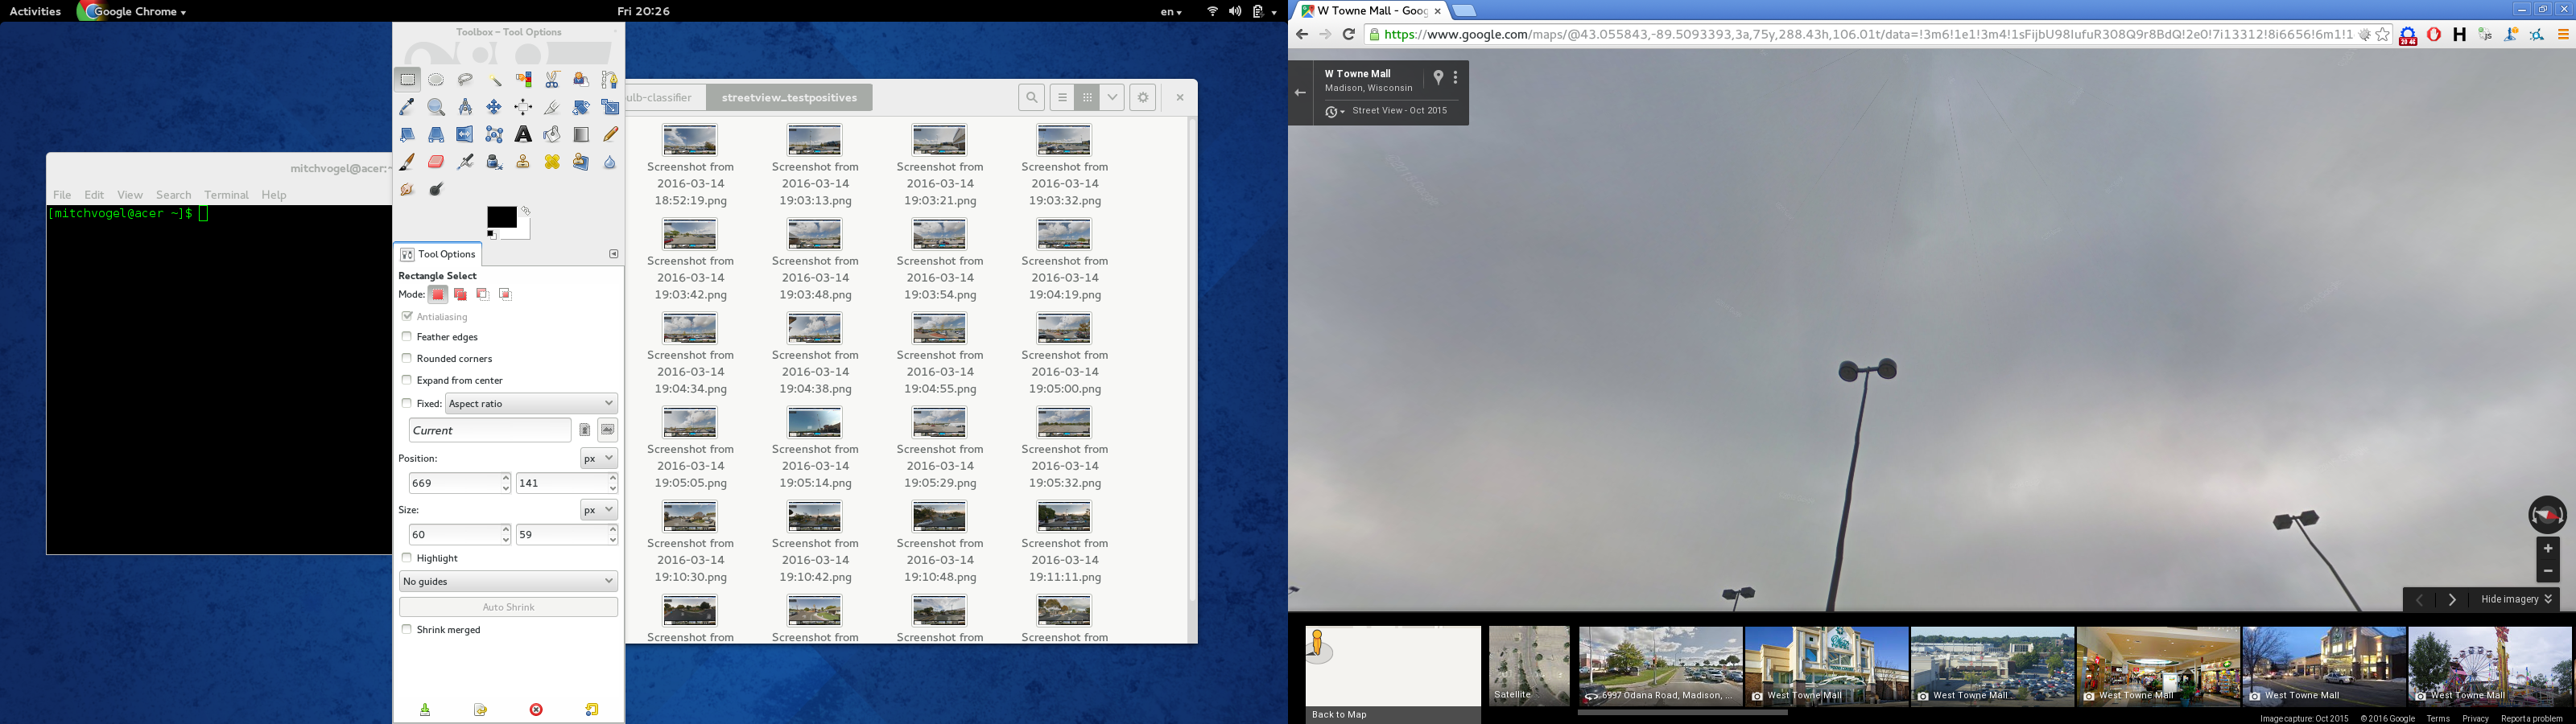 Activities
Google Chrome
Fri 20:26
en
Toolbox – Tool Options
mitchvogel@acer:~
File Edit View Search Terminal Help
[mitchvogel@acer ~]$
Tool Options
Rectangle Select
Mode:
Antialiasing
Feather edges
Rounded corners
Expand from center
Fixed: Aspect ratio
Current
Position: px
669 141
Size: px
60 59
Highlight
No guides
Auto Shrink
Shrink merged
ulb-classifier
streetview_testpositives
Screenshot from Screenshot from Screenshot from Screenshot from
2016-03-14 2016-03-14 2016-03-14 2016-03-14
18:52:19.png 19:03:13.png 19:03:21.png 19:03:32.png
Screenshot from Screenshot from Screenshot from Screenshot from
2016-03-14 2016-03-14 2016-03-14 2016-03-14
19:03:42.png 19:03:48.png 19:03:54.png 19:04:19.png
Screenshot from Screenshot from Screenshot from Screenshot from
2016-03-14 2016-03-14 2016-03-14 2016-03-14
19:04:34.png 19:04:38.png 19:04:55.png 19:05:00.png
Screenshot from Screenshot from Screenshot from Screenshot from
2016-03-14 2016-03-14 2016-03-14 2016-03-14
19:05:05.png 19:05:14.png 19:05:29.png 19:05:32.png
Screenshot from Screenshot from Screenshot from Screenshot from
2016-03-14 2016-03-14 2016-03-14 2016-03-14
19:10:30.png 19:10:42.png 19:10:48.png 19:11:11.png
Screenshot from Screenshot from Screenshot from Screenshot from
W Towne Mall - Goog
https://www.google.com/maps/@43.055843,-89.5093393,3a,75y,288.43h,106.01t/data=!3m6!1e1!3m4!1sFijbU98IufuR308Q9r8BdQ!2e0!7i13312!8i6656!6m1!1
20:46
W Towne Mall
Madison, Wisconsin
Street View - Oct 2015
Hide imagery
Back to Map
Satellite
6997 Odana Road, Madison, ...
West Towne Mall
West Towne Mall
West Towne Mall
West Towne Mall
West Towne Mall
Image capture: Oct 2015 © 2016 Google Terms Privacy Report a problem